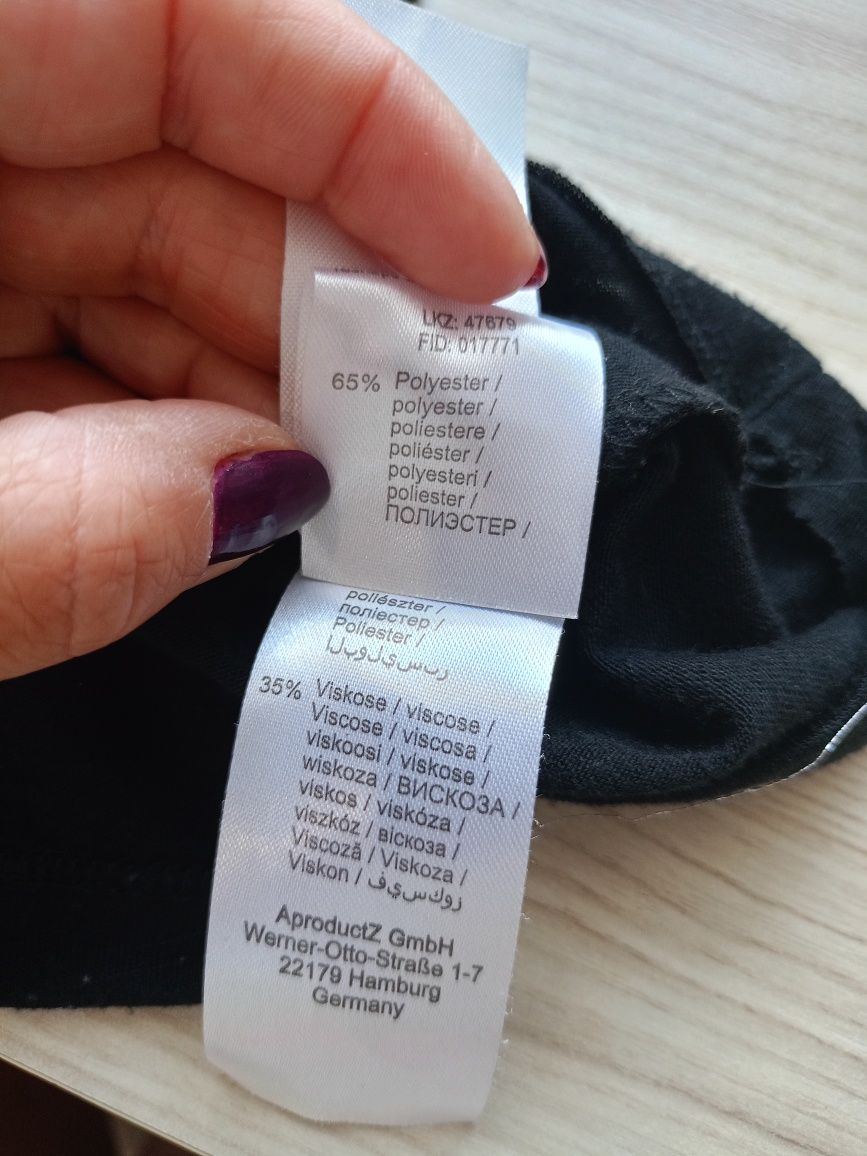 LKZ: 47679
FID: 017771
65% Polyester /
polyester /
poliestere /
poliéster /
polyesteri /
poliester /
ПОЛИЭСТЕР /
poliészter /
поліестер /
Poliester /
البوليستر
35% Viskose / viscose /
Viscose / viscosa /
viskoosi / viskose /
wiskoza / ВИСКОЗА /
viskos / viskóza /
viszkóz / віскоза /
Viscoză / Viskoza /
Viskon / فيسكوز
AproductZ GmbH
Werner-Otto-Straße 1-7
22179 Hamburg
Germany